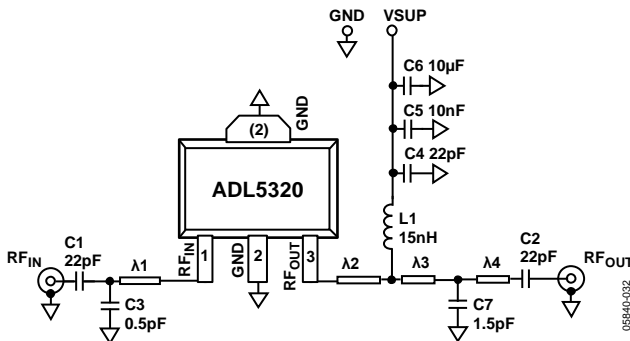 GND VSUP
C6 10µF
C5 10nF
C4 22pF
(2)
GND
ADL5320
L1
15nH
RFIN
C1
22pF
λ1
RFIN
1
GND
2
RFOUT
3
λ2
λ3
λ4
C2
22pF
RFOUT
C3
0.5pF
C7
1.5pF
05840-032